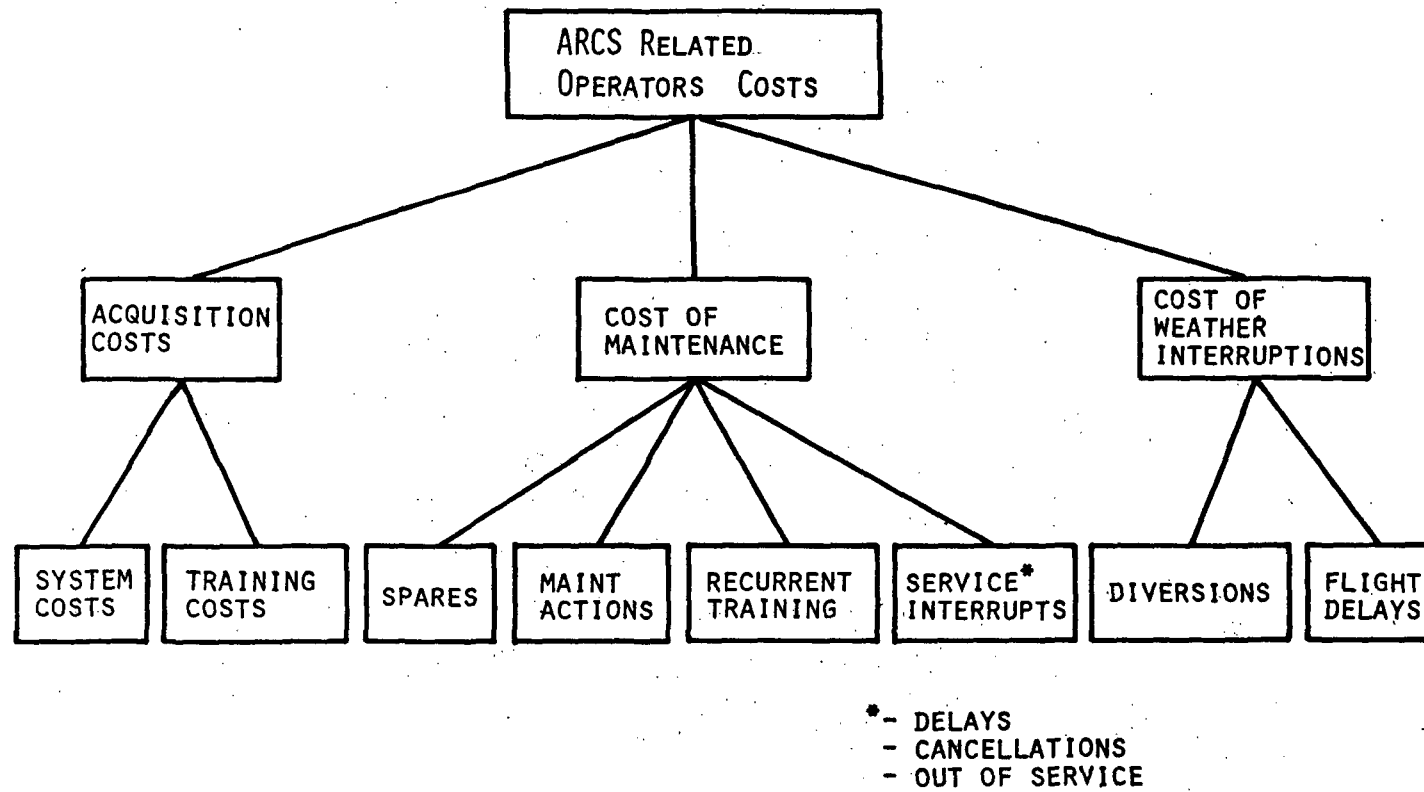 ARCS RELATED
OPERATORS COSTS
ACQUISITION
COSTS
COST OF
MAINTENANCE
COST OF
WEATHER
INTERRUPTIONS
SYSTEM
COSTS
TRAINING
COSTS
SPARES
MAINT
ACTIONS
RECURRENT
TRAINING
SERVICE*
INTERRUPTS
DIVERSIONS
FLIGHT
DELAYS
*- DELAYS
- CANCELLATIONS
- OUT OF SERVICE